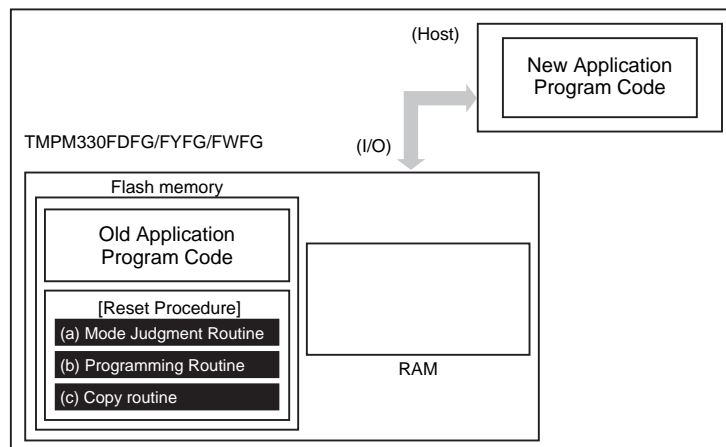 (Host)
New Application
Program Code
TMPM330FDFG/FYFG/FWFG
(I/O)
Flash memory
Old Application
Program Code
[Reset Procedure]
(a) Mode Judgment Routine
(b) Programming Routine
(c) Copy routine
RAM